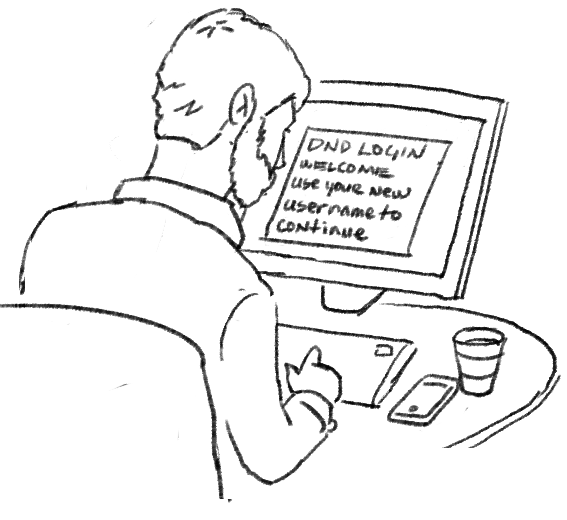 DND LOGIN
WELCOME
use your new
username to
continue